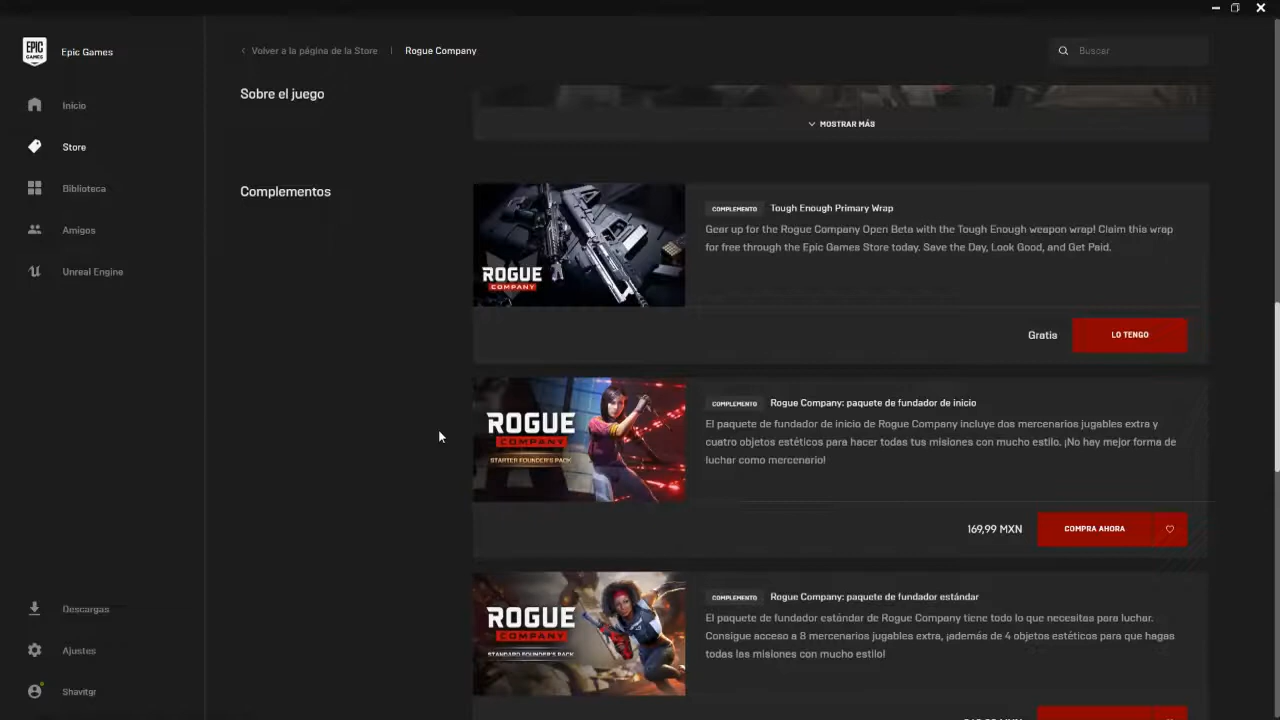 EPIC
GAMES
Epic Games
Volver a la página de la Store
Rogue Company
Buscar
Inicio
Store
Biblioteca
Amigos
Unreal Engine
Descargas
Ajustes
Shavitgr
Sobre el juego
MOSTRAR MÁS
Complementos
ROGUE
COMPANY
COMPLEMENTO Tough Enough Primary Wrap
Gear up for the Rogue Company Open Beta with the Tough Enough weapon wrap! Claim this wrap
for free through the Epic Games Store today. Save the Day, Look Good, and Get Paid.
Gratis
LO TENGO
ROGUE
COMPANY
STARTER FOUNDER'S PACK
COMPLEMENTO Rogue Company: paquete de fundador de inicio
El paquete de fundador de inicio de Rogue Company incluye dos mercenarios jugables extra y
cuatro objetos estéticos para hacer todas tus misiones con mucho estilo. ¡No hay mejor forma de
luchar como mercenario!
169,99 MXN
COMPRA AHORA
ROGUE
COMPANY
STANDARD FOUNDER'S PACK
COMPLEMENTO Rogue Company: paquete de fundador estándar
El paquete de fundador estándar de Rogue Company tiene todo lo que necesitas para luchar.
Consigue acceso a 8 mercenarios jugables extra, ¡además de 4 objetos estéticos para que hagas
todas las misiones con mucho estilo!